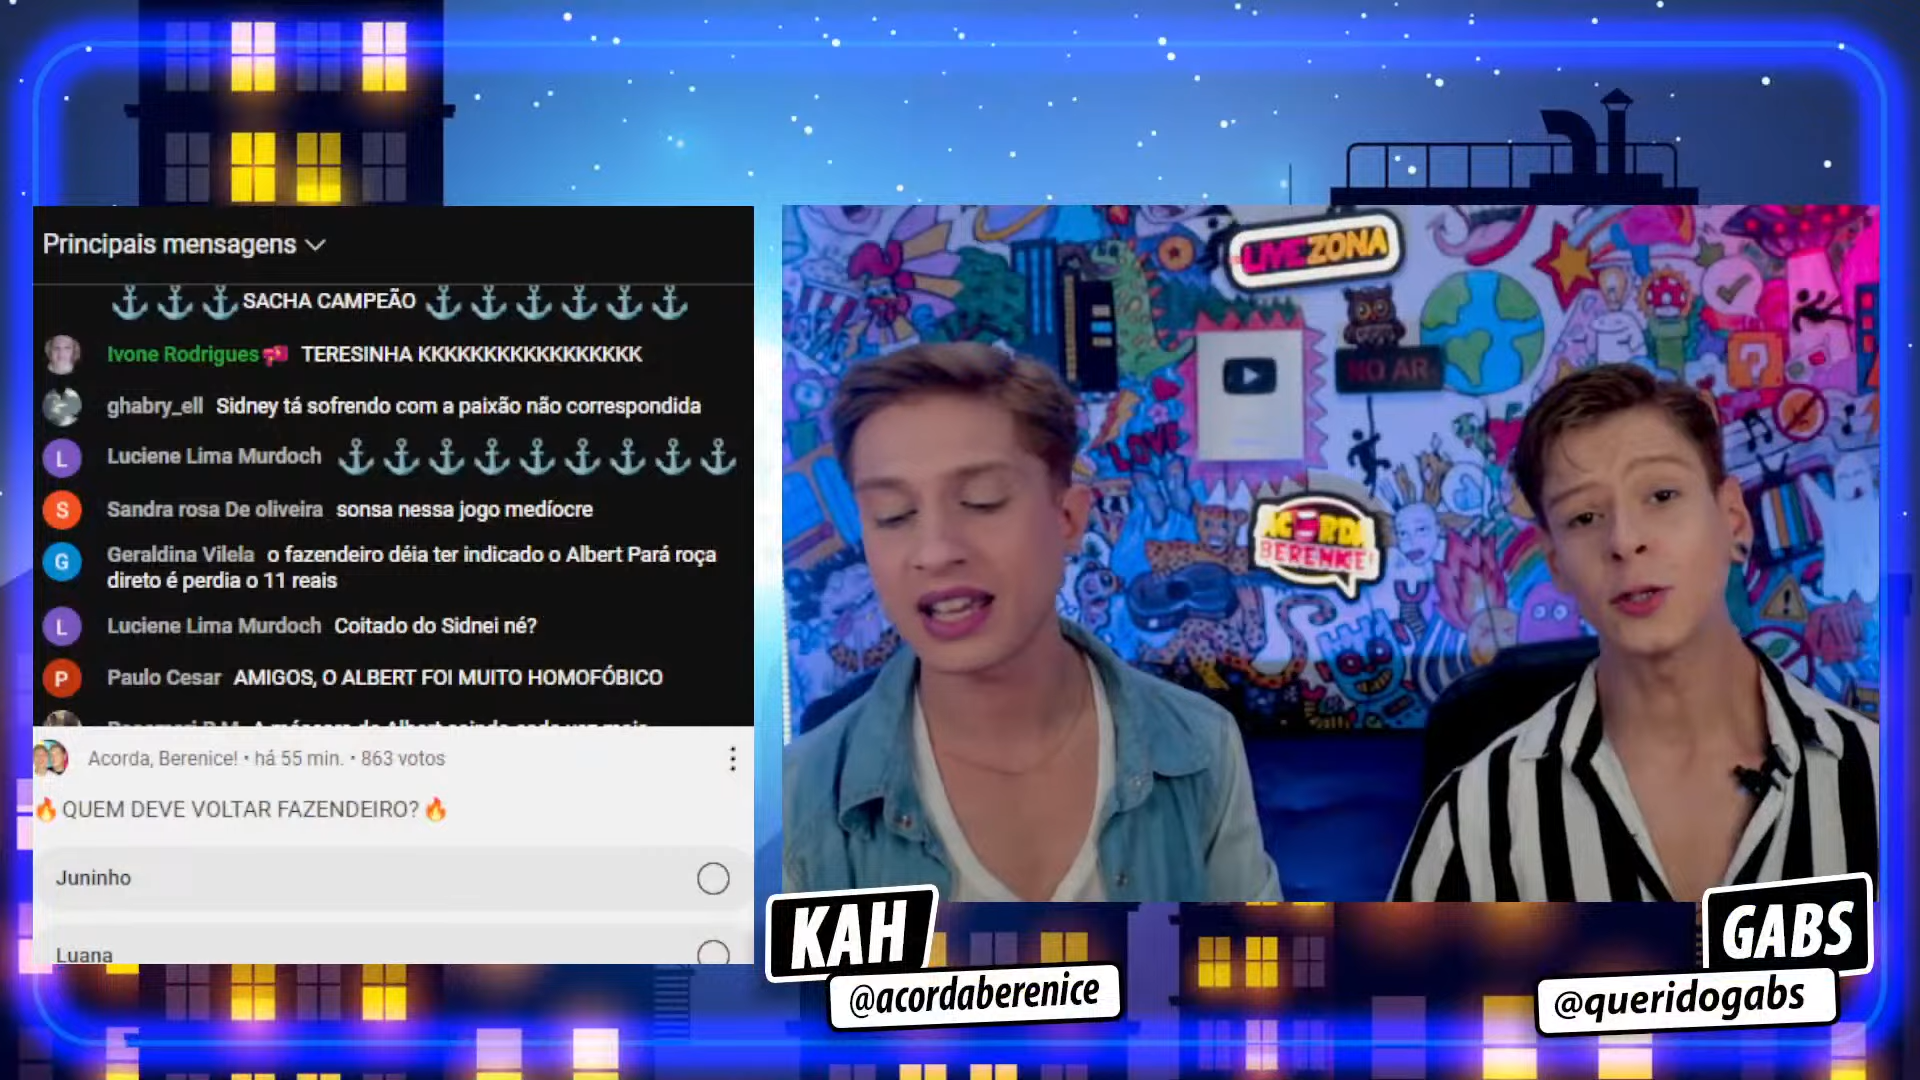 Principais mensagens
SACHA CAMPEÃO
Ivone Rodrigues TERESINHA KKKKKKKKKKKKKKKKK
ghabry_ell Sidney tá sofrendo com a paixão não correspondida
Luciene Lima Murdoch
Sandra rosa De oliveira sonsa nessa jogo medíocre
Geraldina Vilela o fazendeiro déia ter indicado o Albert Pará roça
direto é perdia o 11 reais
Luciene Lima Murdoch Coitado do Sidnei né?
Paulo Cesar AMIGOS, O ALBERT FOI MUITO HOMOFÓBICO
Acorda, Berenice! • há 55 min. • 863 votos
🔥 QUEM DEVE VOLTAR FAZENDEIRO? 🔥
Juninho
Luana
LIVEZONA
NO AR
LOVE
ACORDA
BERENICE!
KAH
@acordaberenice
GABS
@queridogabs
L
S
G
L
P